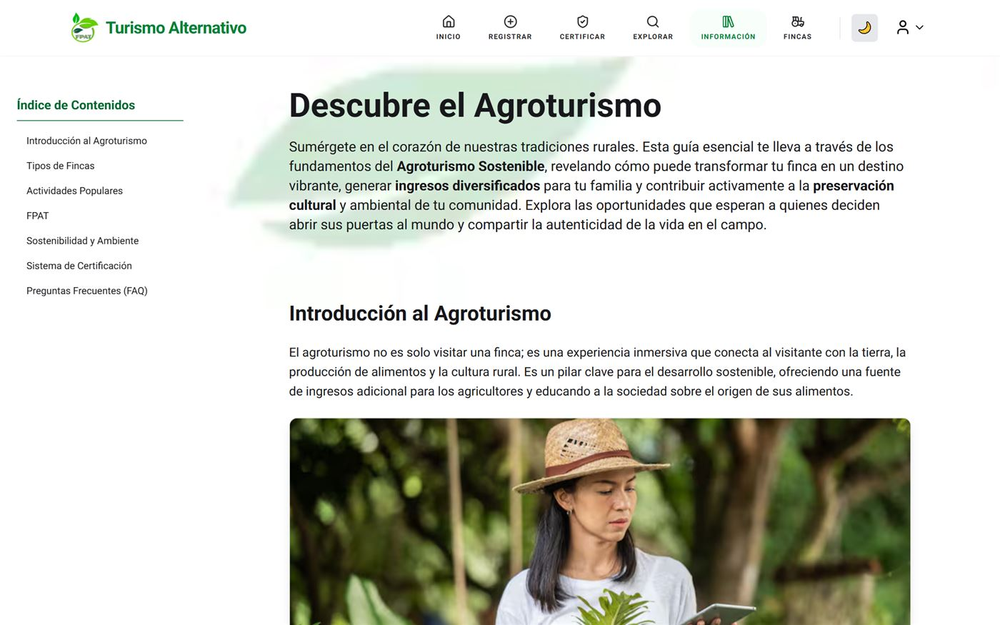 FPAT
Turismo Alternativo
INICIO
REGISTRAR
CERTIFICAR
EXPLORAR
INFORMACIÓN
FINCAS
Índice de Contenidos
Introducción al Agroturismo
Tipos de Fincas
Actividades Populares
FPAT
Sostenibilidad y Ambiente
Sistema de Certificación
Preguntas Frecuentes (FAQ)
Descubre el Agroturismo
Sumérgete en el corazón de nuestras tradiciones rurales. Esta guía esencial te lleva a través de los
fundamentos del Agroturismo Sostenible, revelando cómo puede transformar tu finca en un destino
vibrante, generar ingresos diversificados para tu familia y contribuir activamente a la preservación
cultural y ambiental de tu comunidad. Explora las oportunidades que esperan a quienes deciden
abrir sus puertas al mundo y compartir la autenticidad de la vida en el campo.
Introducción al Agroturismo
El agroturismo no es solo visitar una finca; es una experiencia inmersiva que conecta al visitante con la tierra, la
producción de alimentos y la cultura rural. Es un pilar clave para el desarrollo sostenible, ofreciendo una fuente
de ingresos adicional para los agricultores y educando a la sociedad sobre el origen de sus alimentos.